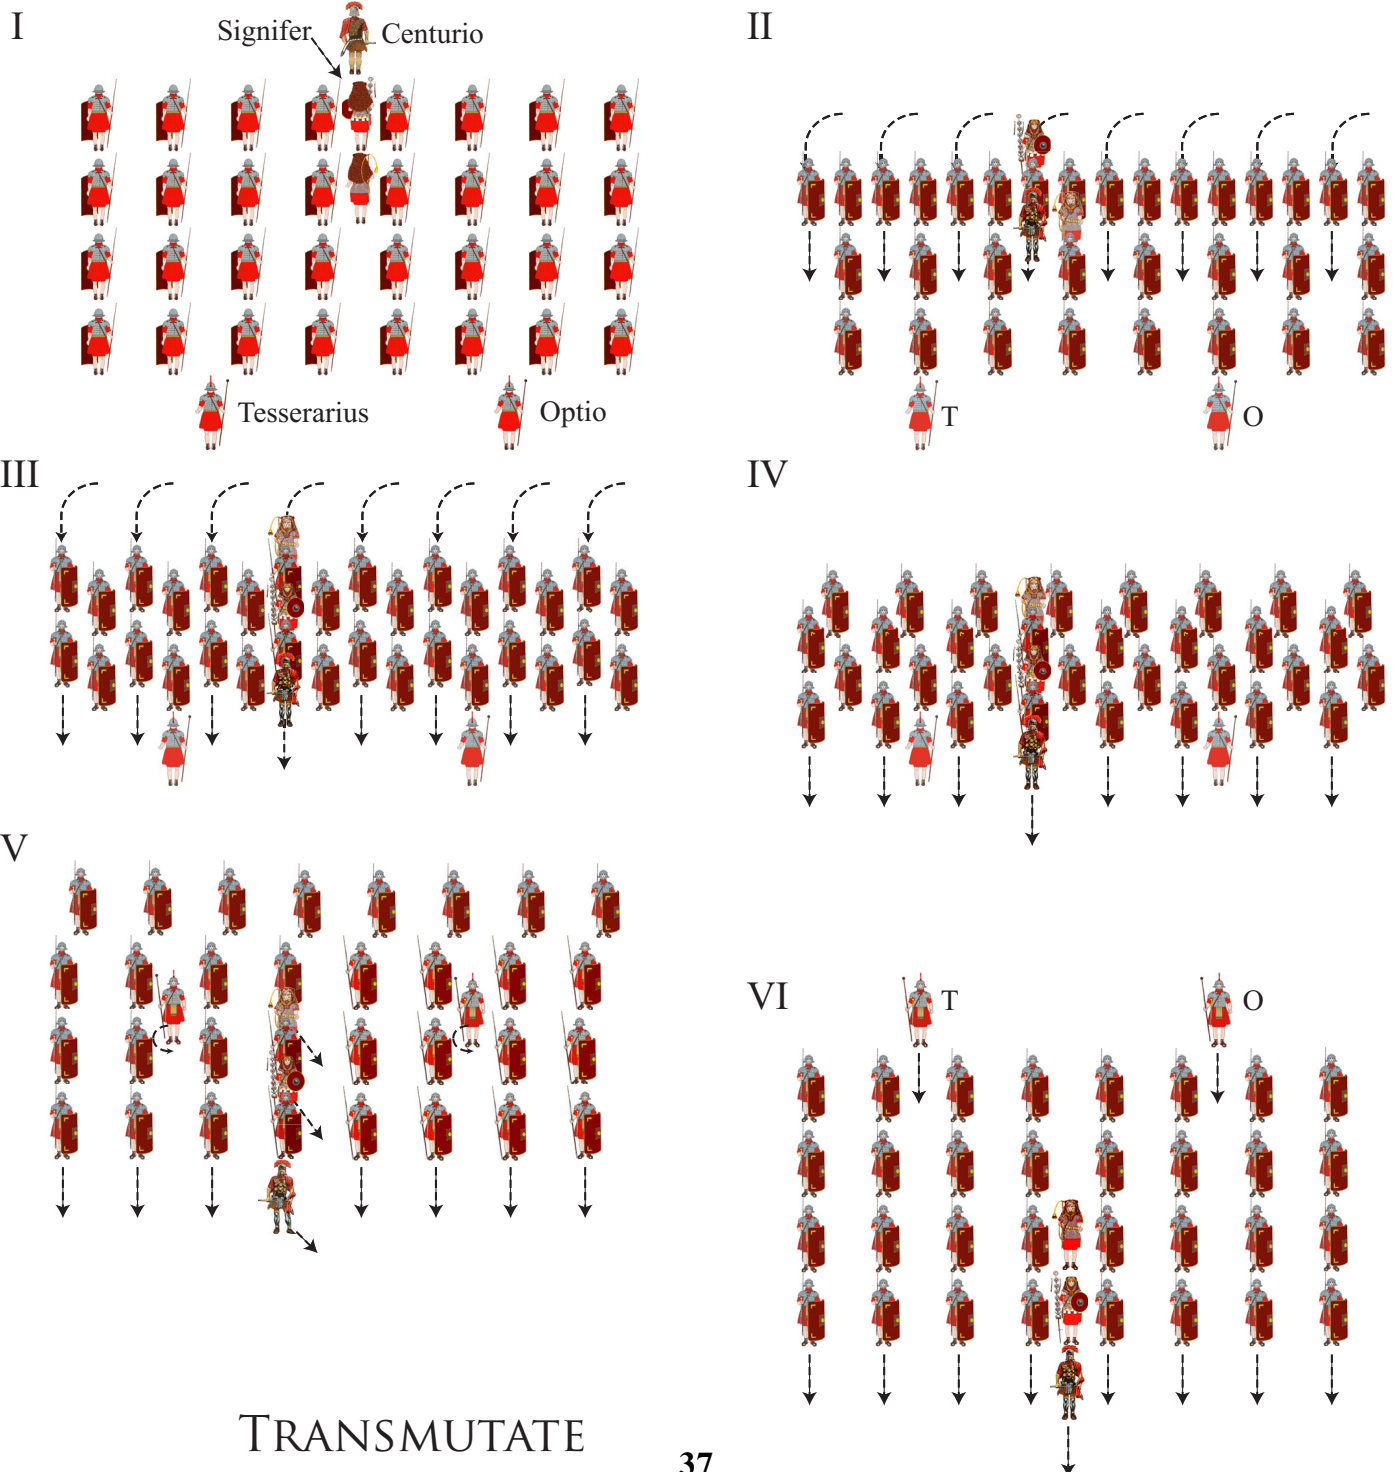 I
Signifer
Centurio
Tesserarius
Optio
II
T
O
III
IV
V
VI
T
O
TRANSMUTATE
37